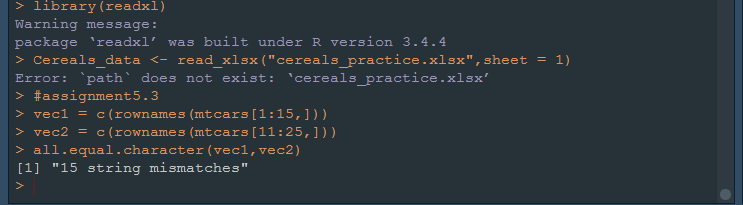 > library(readxl)
Warning message:
package ‘readxl’ was built under R version 3.4.4
> Cereals_data <- read_xlsx("cereals_practice.xlsx",sheet = 1)
Error: `path` does not exist: ‘cereals_practice.xlsx’
> #assignment5.3
> vec1 = c(rownames(mtcars[1:15,]))
> vec2 = c(rownames(mtcars[11:25,]))
> all.equal.character(vec1,vec2)
[1] "15 string mismatches"
>